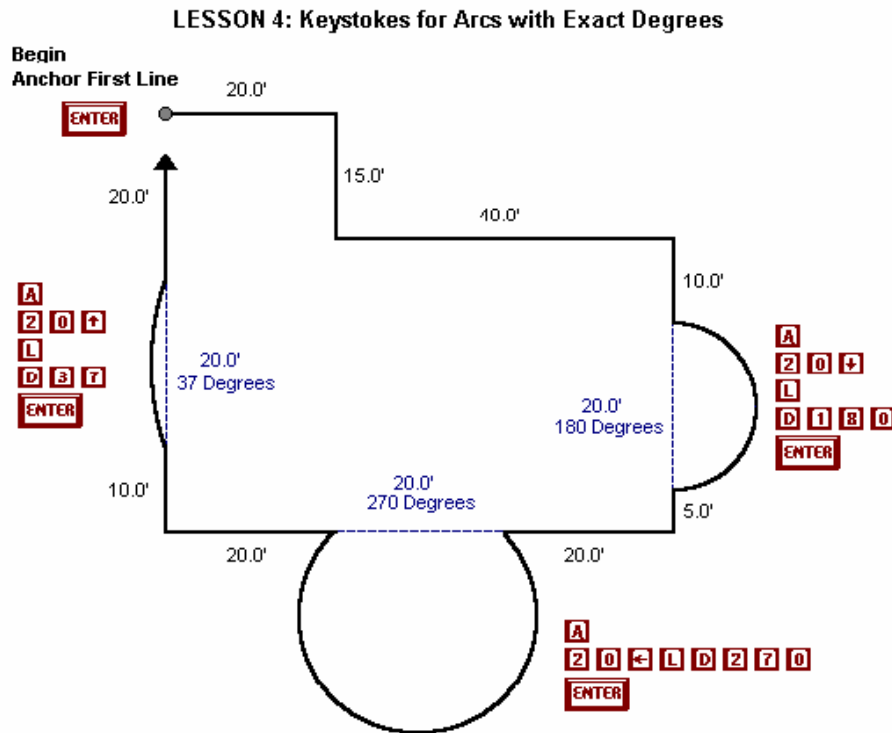 LESSON 4: Keystokes for Arcs with Exact Degrees
Begin
Anchor First Line
ENTER
20.0'
15.0'
20.0'
40.0'
10.0'
A
2 0 ↑
L
D 3 7
ENTER
20.0'
37 Degrees
20.0'
180 Degrees
A
2 0 ↓
L
D 1 8 0
ENTER
10.0'
20.0'
270 Degrees
5.0'
20.0'
20.0'
A
2 0 ← L D 2 7 0
ENTER